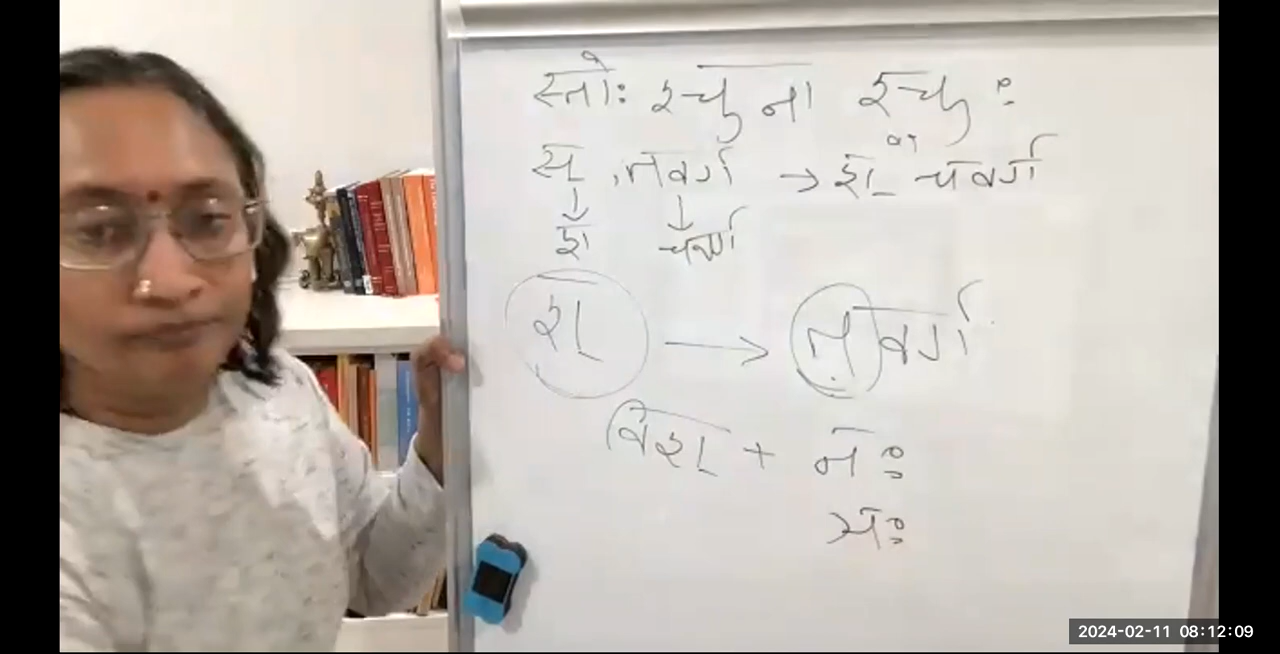 स्तोः श्चुना श्चुः
स् , तवर्ग → श् चवर्ग
श चवर्ग
श् → तवर्ग
विश् + नः
2024-02-11 08:12:09